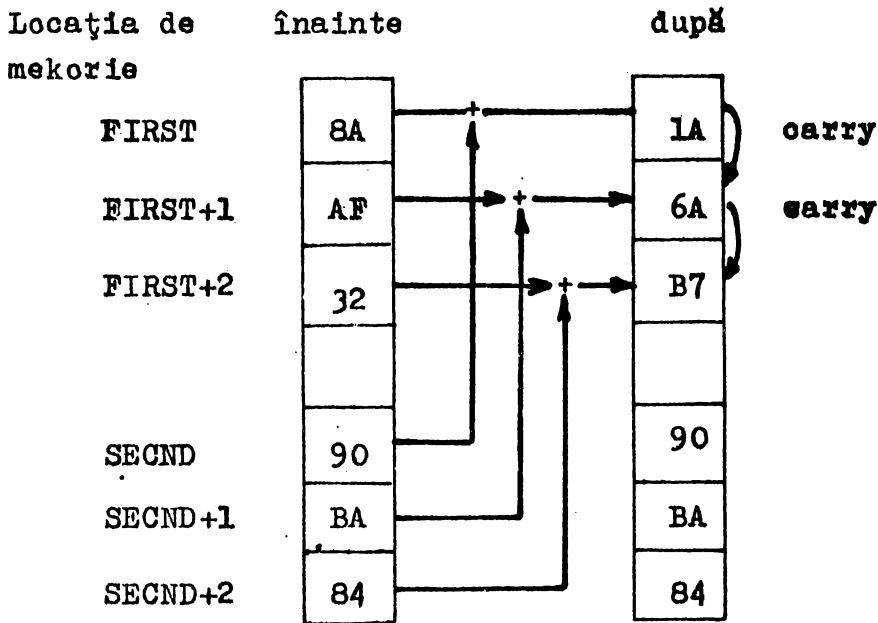 Locaţia de înainte după
mekorie
FIRST 8A + 1A carry
FIRST+1 AF + 6A carry
FIRST+2 32 + B7
SECND 90 90
SECND+1 BA BA
SECND+2 84 84